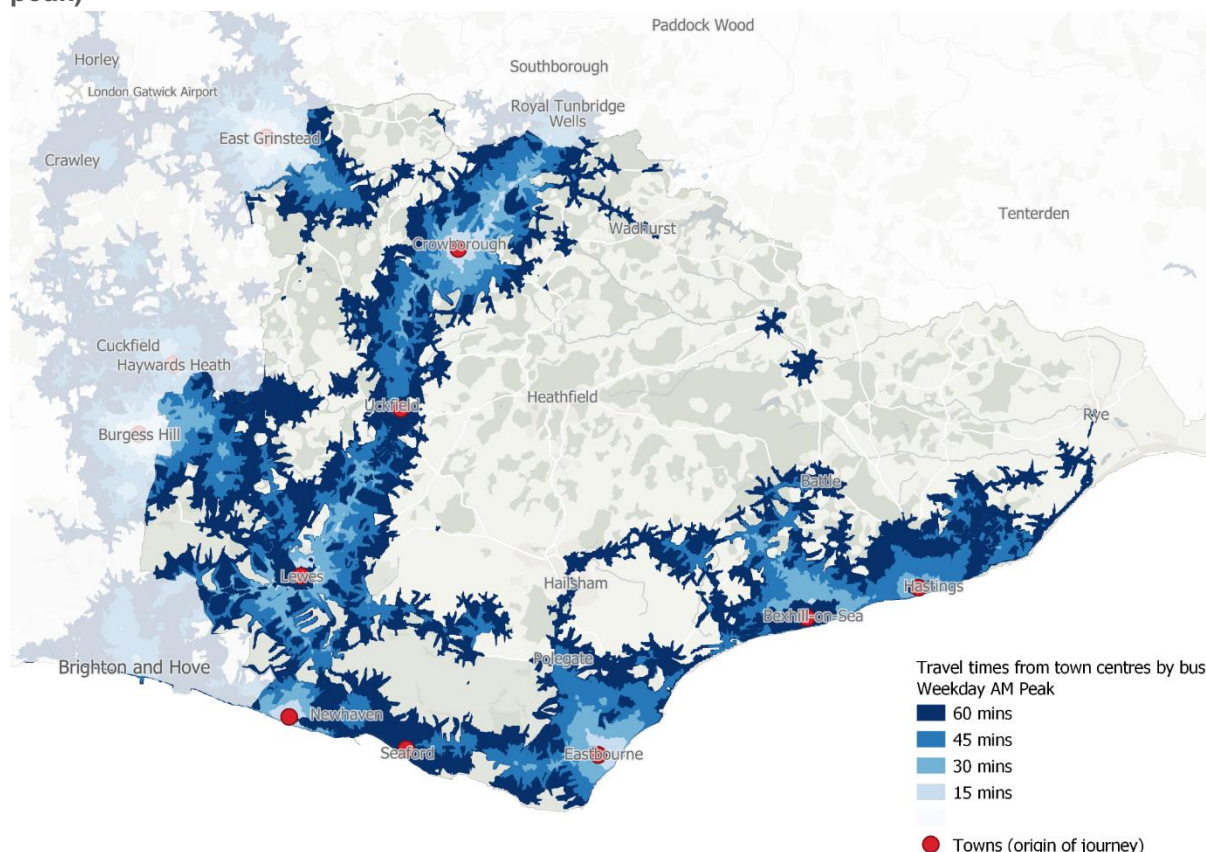 peak)
Paddock Wood
Horley
Southborough
London Gatwick Airport
Royal Tunbridge
Wells
East Grinstead
Crawley
Tenterden
Wadhurst
Crowborough
Cuckfield
Haywards Heath
Heathfield
Uckfield
Rye
Burgess Hill
Battle
Lewes
Hailsham
Hastings
Bexhill-on-Sea
Polegate
Brighton and Hove
Newhaven
Seaford
Eastbourne
Travel times from town centres by bus
Weekday AM Peak
60 mins
45 mins
30 mins
15 mins
Towns (origin of journey)